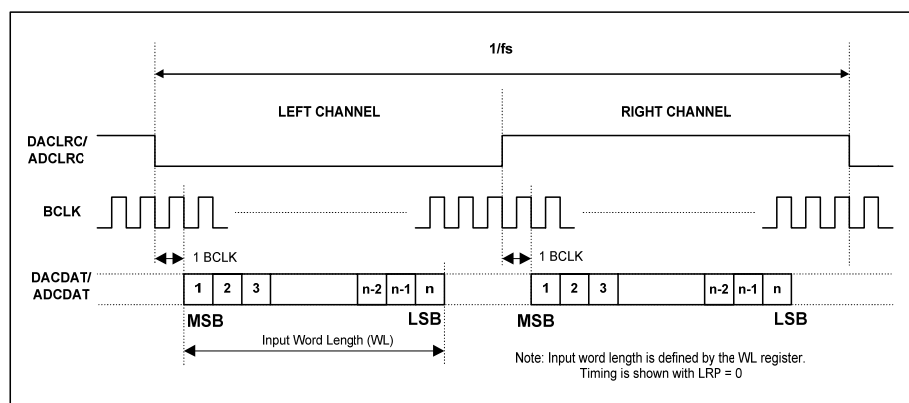 1/fs
LEFT CHANNEL
RIGHT CHANNEL
DACLRC/
ADCLRC
BCLK
1 BCLK
1 BCLK
DACDAT/
ADCDAT
1 2 3 n-2 n-1 n
1 2 3 n-2 n-1 n
MSB LSB
MSB LSB
Input Word Length (WL)
Note: Input word length is defined by the WL register.
Timing is shown with LRP = 0